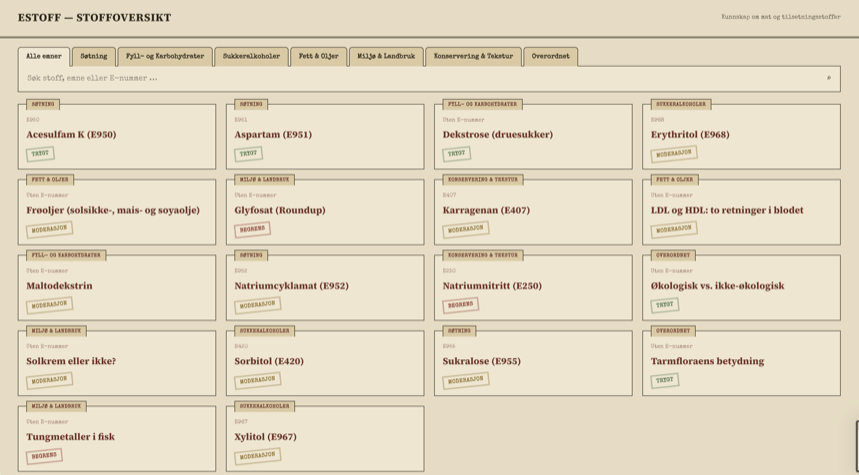 ESTOFF — STOFFOVERSIKT
Kunnskap om mat og tilsetningsstoffer
Alle emner
Søtning
Fyll- og Karbohydrater
Sukkeralkoholer
Fett & Oljer
Miljø & Landbruk
Konservering & Tekstur
Overordnet
Søk stoff, emne eller E-nummer ...
SØTNING
E950
Acesulfam K (E950)
TRYGT
SØTNING
E951
Aspartam (E951)
TRYGT
FYLL- OG KARBOHYDRATER
Uten E-nummer
Dekstrose (druesukker)
TRYGT
SUKKERALKOHOLER
E968
Erythritol (E968)
MODERASJON
FETT & OLJER
Uten E-nummer
Frøoljer (solsikke-, mais- og soyaolje)
MODERASJON
MILJØ & LANDBRUK
Uten E-nummer
Glyfosat (Roundup)
BEGRENS
KONSERVERING & TEKSTUR
E407
Karragenan (E407)
MODERASJON
FETT & OLJER
Uten E-nummer
LDL og HDL: to retninger i blodet
MODERASJON
FYLL- OG KARBOHYDRATER
Uten E-nummer
Maltodekstrin
MODERASJON
SØTNING
E952
Natriumcyklamat (E952)
MODERASJON
KONSERVERING & TEKSTUR
E250
Natriumnitritt (E250)
BEGRENS
OVERORDNET
Uten E-nummer
Økologisk vs. ikke-økologisk
TRYGT
MILJØ & LANDBRUK
Uten E-nummer
Solkrem eller ikke?
MODERASJON
SUKKERALKOHOLER
E420
Sorbitol (E420)
MODERASJON
SØTNING
E955
Sukralose (E955)
MODERASJON
OVERORDNET
Uten E-nummer
Tarmfloraens betydning
TRYGT
MILJØ & LANDBRUK
Uten E-nummer
Tungmetaller i fisk
BEGRENS
SUKKERALKOHOLER
E967
Xylitol (E967)
MODERASJON